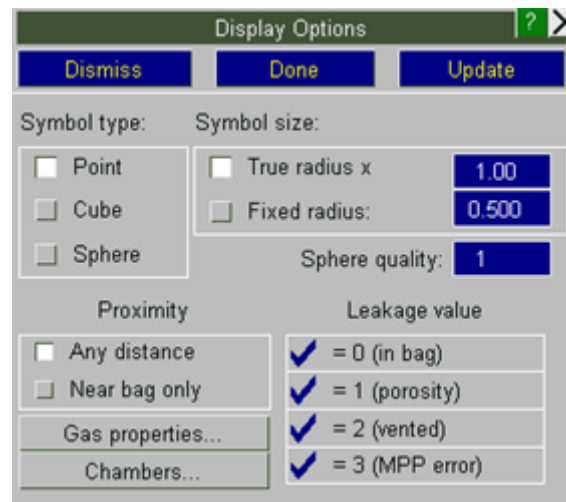 Display Options ? X
Dismiss Done Update
Symbol type: Symbol size:
Point True radius x 1.00
Cube Fixed radius: 0.500
Sphere Sphere quality: 1
Proximity Leakage value
Any distance = 0 (in bag)
Near bag only = 1 (porosity)
Gas properties... = 2 (vented)
Chambers... = 3 (MPP error)